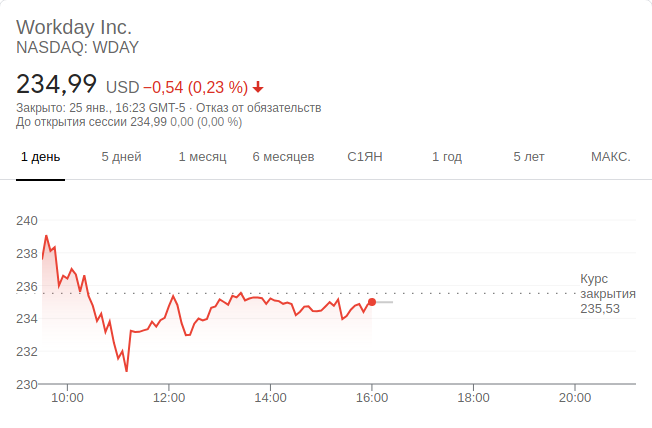 Workday Inc.
NASDAQ: WDAY
234,99 USD −0,54 (0,23 %)
Закрыто: 25 янв., 16:23 GMT-5 · Отказ от обязательств
До открытия сессии 234,99 0,00 (0,00 %)
1 день 5 дней 1 месяц 6 месяцев С1ЯН 1 год 5 лет МАКС.
240
238
236
234
232
230
Курс
закрытия
235,53
10:00 12:00 14:00 16:00 18:00 20:00